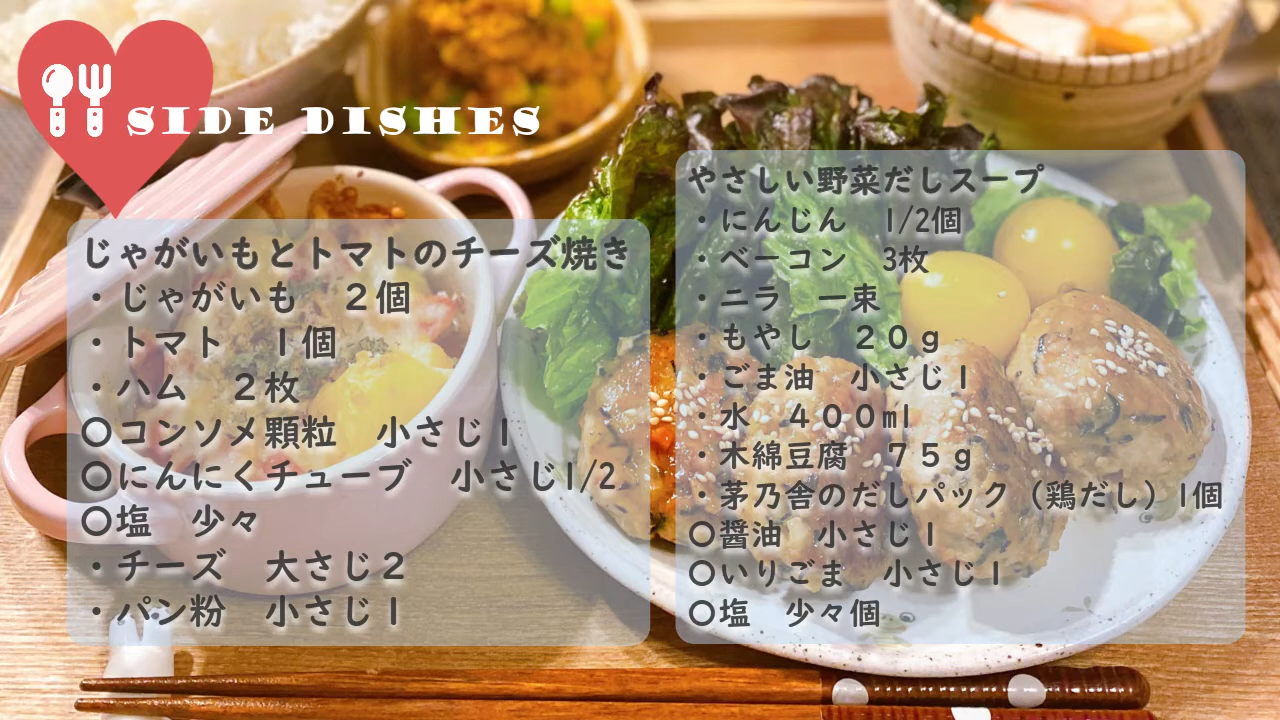 SIDE DISHES
じゃがいもとトマトのチーズ焼き
・じゃがいも　２個
・トマト　１個
・ハム　２枚
〇コンソメ顆粒　小さじ１
〇にんにくチューブ　小さじ1/2
〇塩　少々
・チーズ　大さじ２
・パン粉　小さじ１
やさしい野菜だしスープ
・にんじん　1/2個
・ベーコン　3枚
・ニラ　一束
・もやし　２０ｇ
・ごま油　小さじ１
・水　４００ml
・木綿豆腐　７５ｇ
・茅乃舎のだしパック（鶏だし）1個
〇醤油　小さじ１
〇いりごま　小さじ１
〇塩　少々個